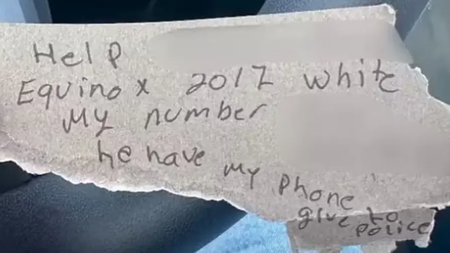 Help
Equinox 2017 white
My number
he have my phone
give to
police